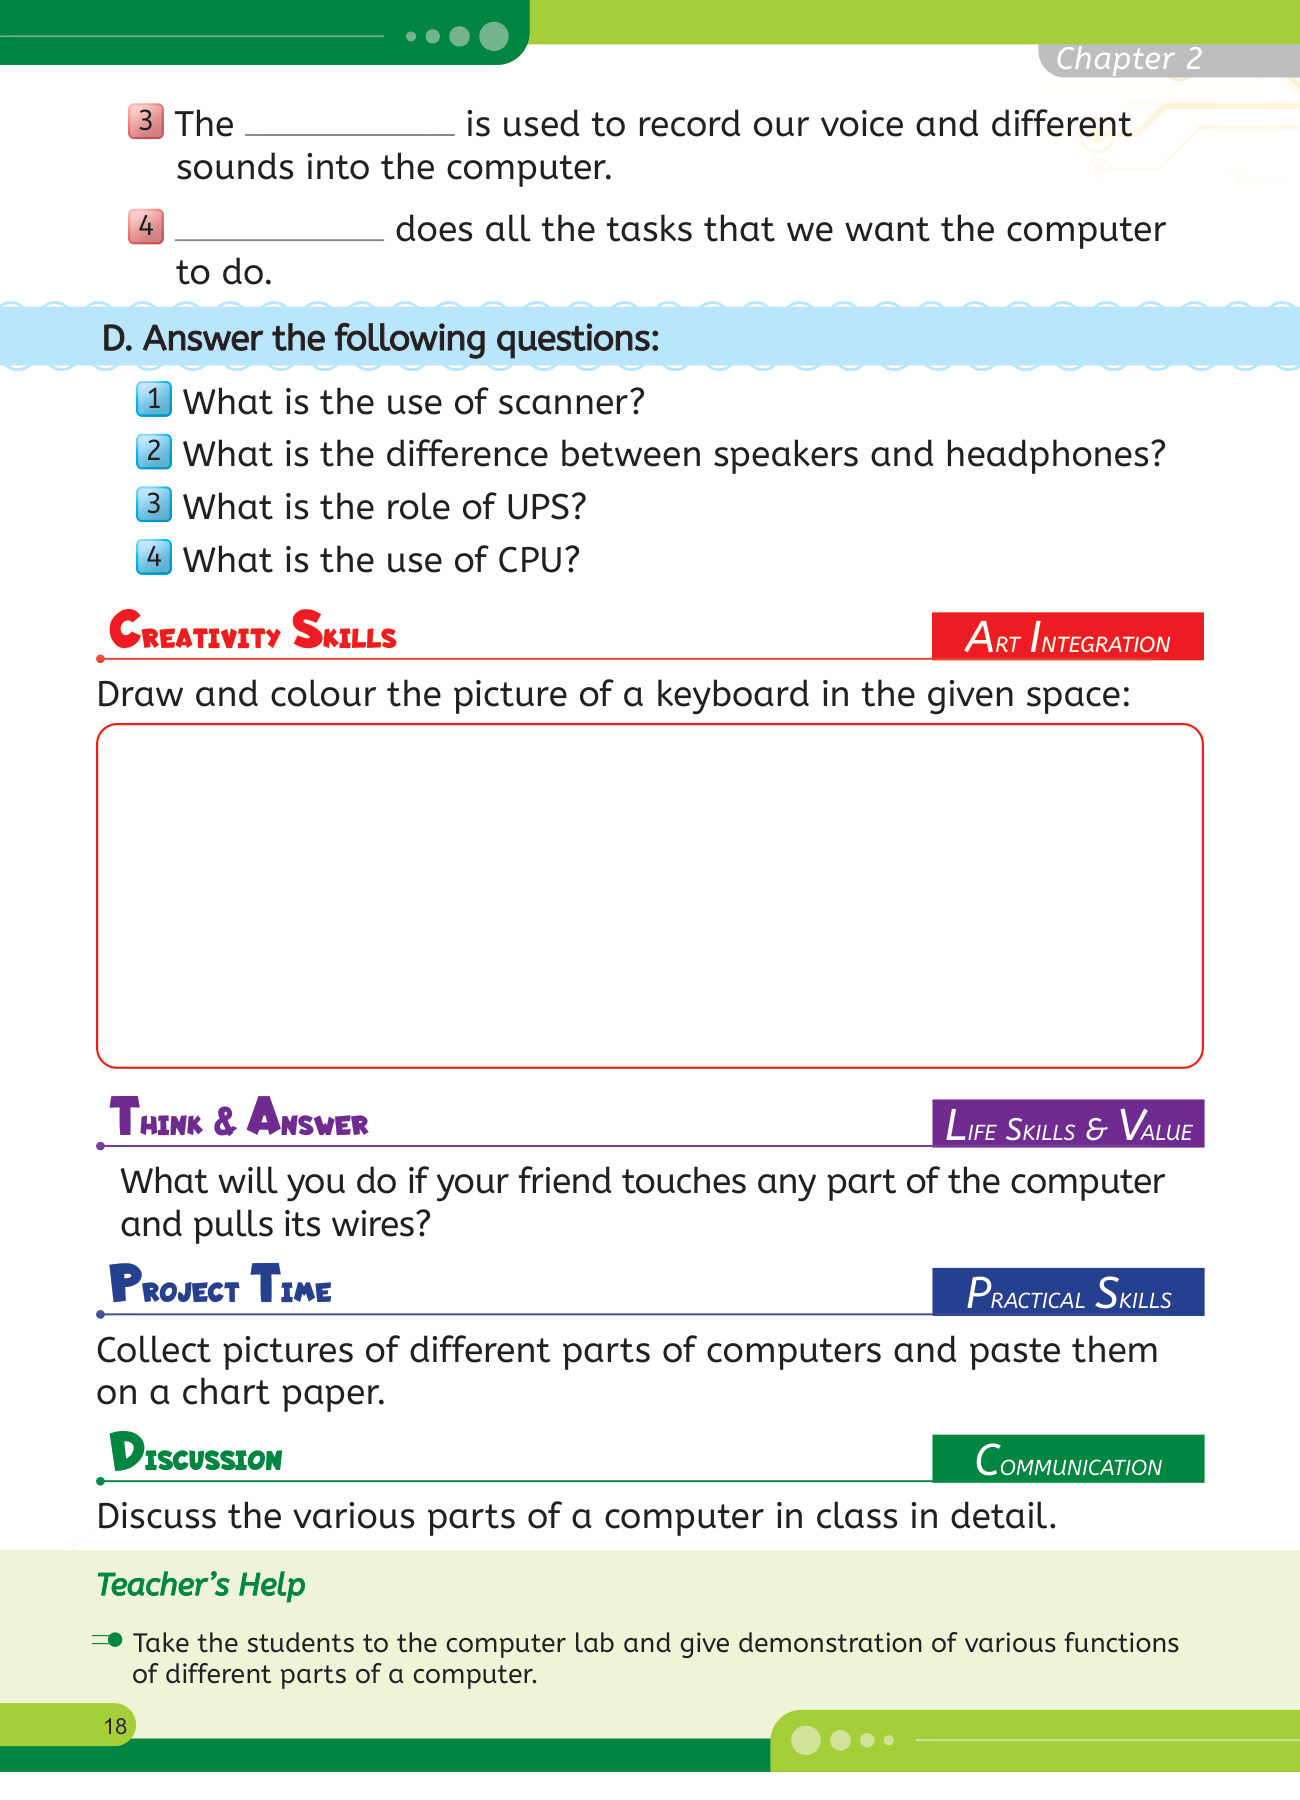 Chapter 2
3 The ____________ is used to record our voice and different
sounds into the computer.
4 ____________ does all the tasks that we want the computer
to do.
D. Answer the following questions:
1 What is the use of scanner?
2 What is the difference between speakers and headphones?
3 What is the role of UPS?
4 What is the use of CPU?
CREATIVITY SKILLS
ART INTEGRATION
Draw and colour the picture of a keyboard in the given space:
THINK & ANSWER
LIFE SKILLS & VALUE
What will you do if your friend touches any part of the computer
and pulls its wires?
PROJECT TIME
PRACTICAL SKILLS
Collect pictures of different parts of computers and paste them
on a chart paper.
DISCUSSION
COMMUNICATION
Discuss the various parts of a computer in class in detail.
Teacher’s Help
Take the students to the computer lab and give demonstration of various functions
of different parts of a computer.
18